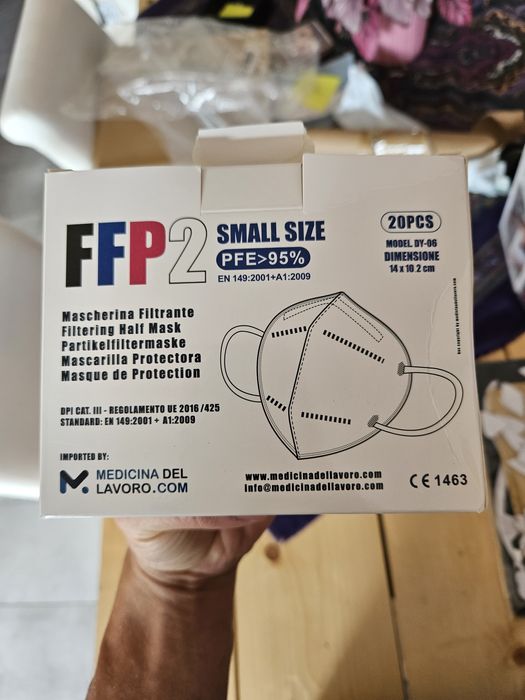 FFP2
SMALL SIZE
PFE>95%
EN 149:2001+A1:2009
20PCS
MODEL DY-06
DIMENSIONE
14 x 10.2 cm
Mascherina Filtrante
Filtering Half Mask
Partikelfiltermaske
Mascarilla Protectora
Masque de Protection
DPI CAT. III - REGOLAMENTO UE 2016/425
STANDARD: EN 149:2001 + A1:2009
IMPORTED BY:
MEDICINA DEL
LAVORO.COM
www.medicinadellavoro.com
info@medicinadellavoro.com
CE 1463